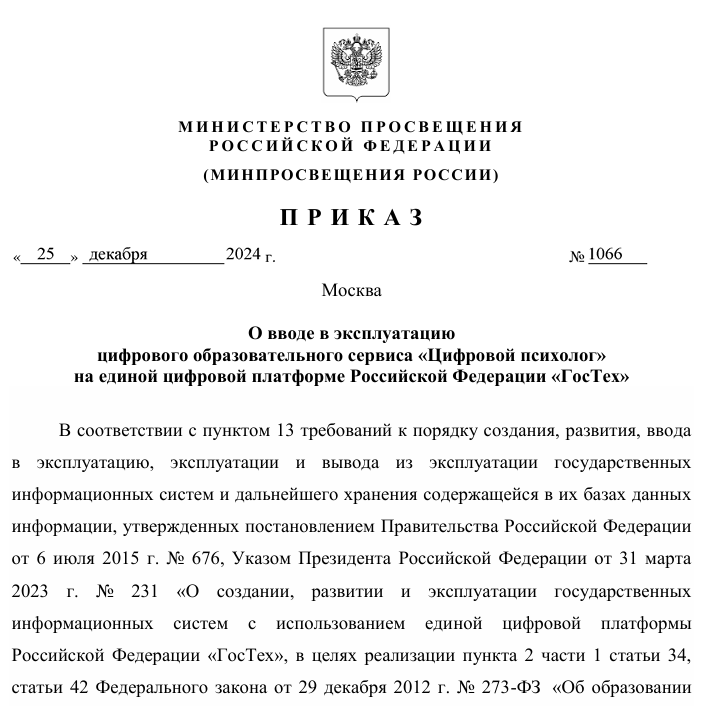 МИНИСТЕРСТВО ПРОСВЕЩЕНИЯ
РОССИЙСКОЙ ФЕДЕРАЦИИ
(МИНПРОСВЕЩЕНИЯ РОССИИ)
ПРИКАЗ
« 25 » декабря 2024 г. № 1066
Москва
О вводе в эксплуатацию
цифрового образовательного сервиса «Цифровой психолог»
на единой цифровой платформе Российской Федерации «ГосТех»
В соответствии с пунктом 13 требований к порядку создания, развития, ввода
в эксплуатацию, эксплуатации и вывода из эксплуатации государственных
информационных систем и дальнейшего хранения содержащейся в их базах данных
информации, утвержденных постановлением Правительства Российской Федерации
от 6 июля 2015 г. № 676, Указом Президента Российской Федерации от 31 марта
2023 г. № 231 «О создании, развитии и эксплуатации государственных
информационных систем с использованием единой цифровой платформы
Российской Федерации «ГосТех», в целях реализации пункта 2 части 1 статьи 34,
статьи 42 Федерального закона от 29 декабря 2012 г. № 273-ФЗ «Об образовании